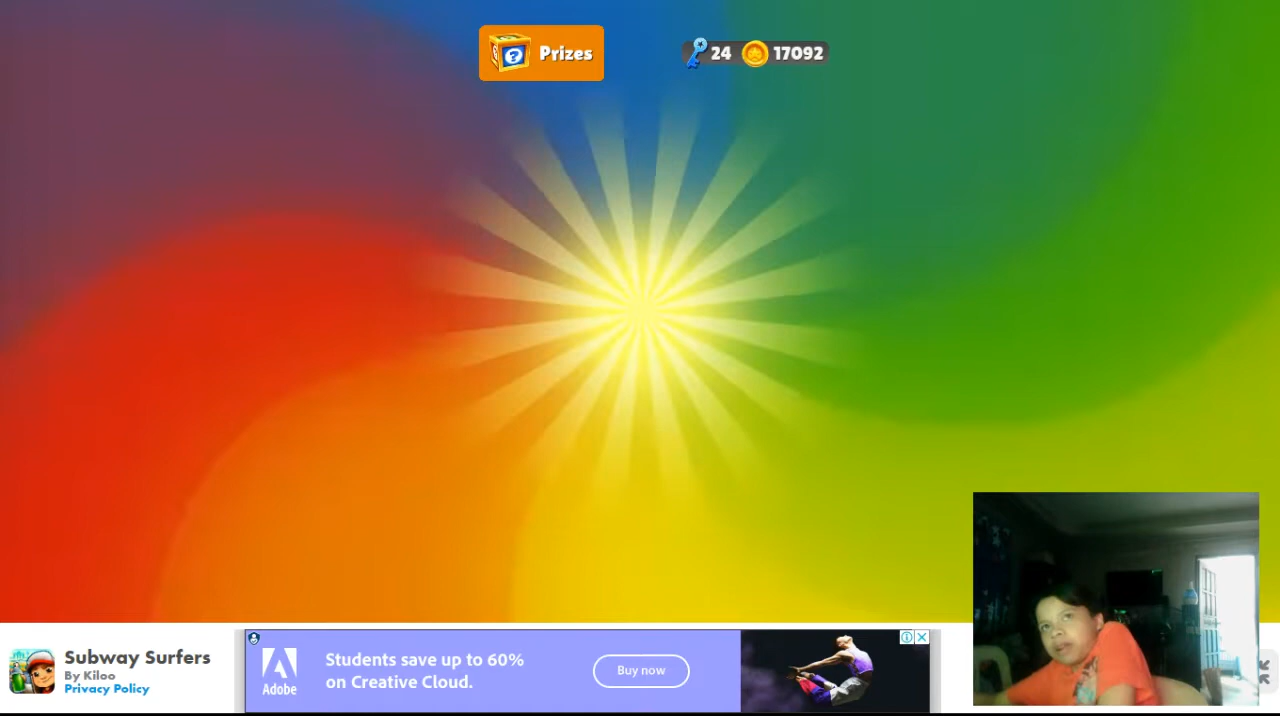 Prizes
24
17092
Subway Surfers
By Kiloo
Privacy Policy
Adobe
Students save up to 60%
on Creative Cloud.
Buy now